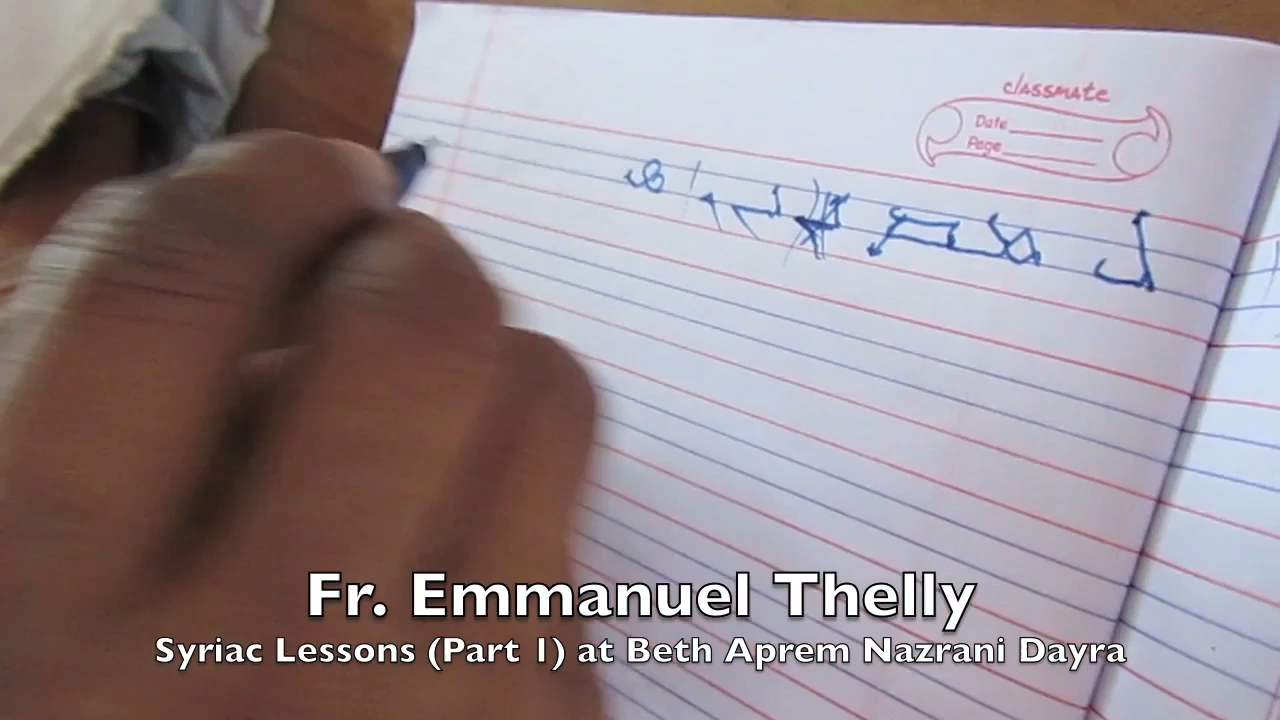 classmate
Date
Page
Fr. Emmanuel Thelly
Syriac Lessons (Part 1) at Beth Aprem Nazrani Dayra